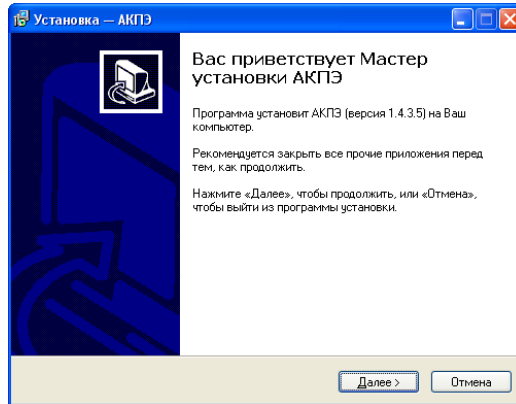 Установка — АКПЭ
Вас приветствует Мастер
установки АКПЭ
Программа установит АКПЭ (версия 1.4.3.5) на Ваш
компьютер.
Рекомендуется закрыть все прочие приложения перед
тем, как продолжить.
Нажмите «Далее», чтобы продолжить, или «Отмена»,
чтобы выйти из программы установки.
Далее >
Отмена